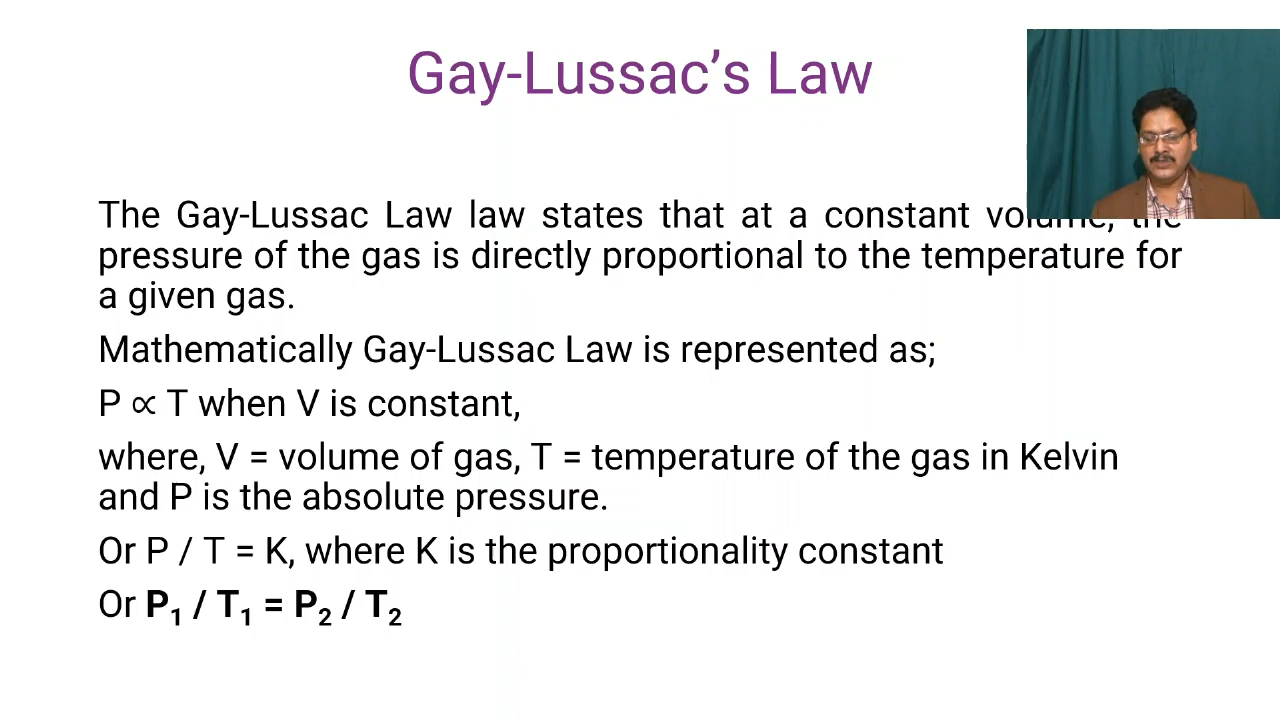 Gay-Lussac’s Law
The Gay-Lussac Law law states that at a constant volume, the
pressure of the gas is directly proportional to the temperature for
a given gas.
Mathematically Gay-Lussac Law is represented as;
P ∝ T when V is constant,
where, V = volume of gas, T = temperature of the gas in Kelvin
and P is the absolute pressure.
Or P / T = K, where K is the proportionality constant
Or P₁ / T₁ = P₂ / T₂